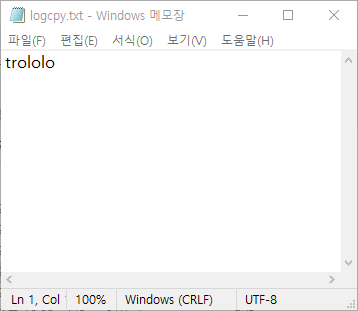 logcpy.txt - Windows 메모장
파일(F) 편집(E) 서식(O) 보기(V) 도움말(H)
trololo
Ln 1, Col 100% Windows (CRLF) UTF-8